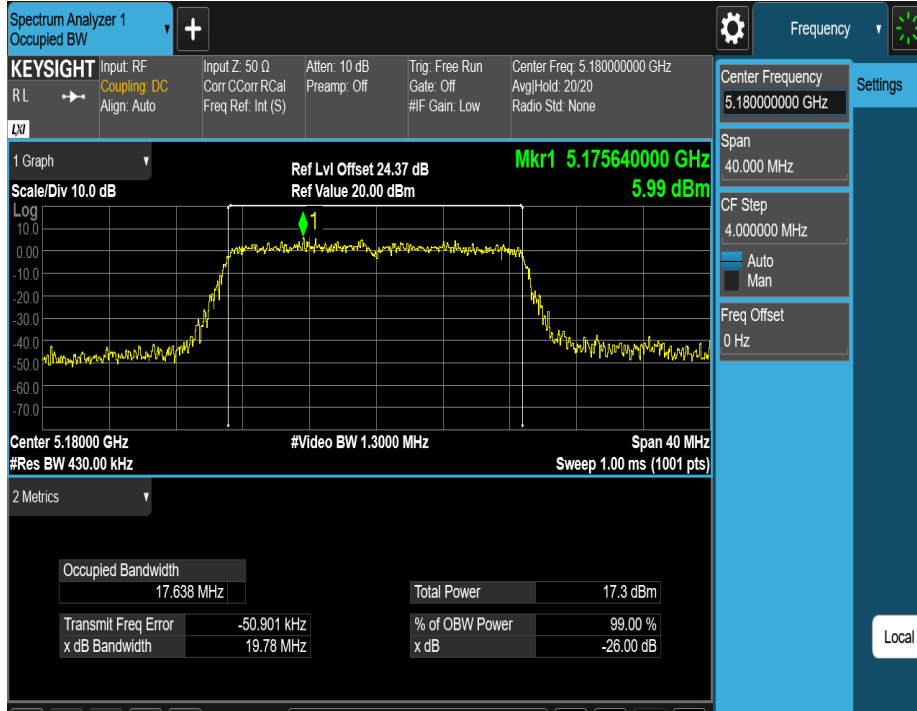 Spectrum Analyzer 1
Occupied BW
+
Frequency
KEYSIGHT
R L
LXI
Input: RF
Coupling: DC
Align: Auto
Input Z: 50 Ω
Corr CCorr RCal
Freq Ref: Int (S)
Atten: 10 dB
Preamp: Off
Trig: Free Run
Gate: Off
#IF Gain: Low
Center Freq: 5.180000000 GHz
Avg|Hold: 20/20
Radio Std: None
Center Frequency
5.180000000 GHz
Settings
Span
40.000 MHz
CF Step
4.000000 MHz
Auto
Man
Freq Offset
0 Hz
Local
1 Graph
Scale/Div 10.0 dB
Ref Lvl Offset 24.37 dB
Ref Value 20.00 dBm
Mkr1 5.175640000 GHz
5.99 dBm
Log
10.0
0.00
-10.0
-20.0
-30.0
-40.0
-50.0
-60.0
-70.0
1
Center 5.18000 GHz
#Video BW 1.3000 MHz
Span 40 MHz
#Res BW 430.00 kHz
Sweep 1.00 ms (1001 pts)
2 Metrics
Occupied Bandwidth
17.638 MHz
Total Power 17.3 dBm
Transmit Freq Error -50.901 kHz
% of OBW Power 99.00 %
x dB Bandwidth 19.78 MHz
x dB -26.00 dB